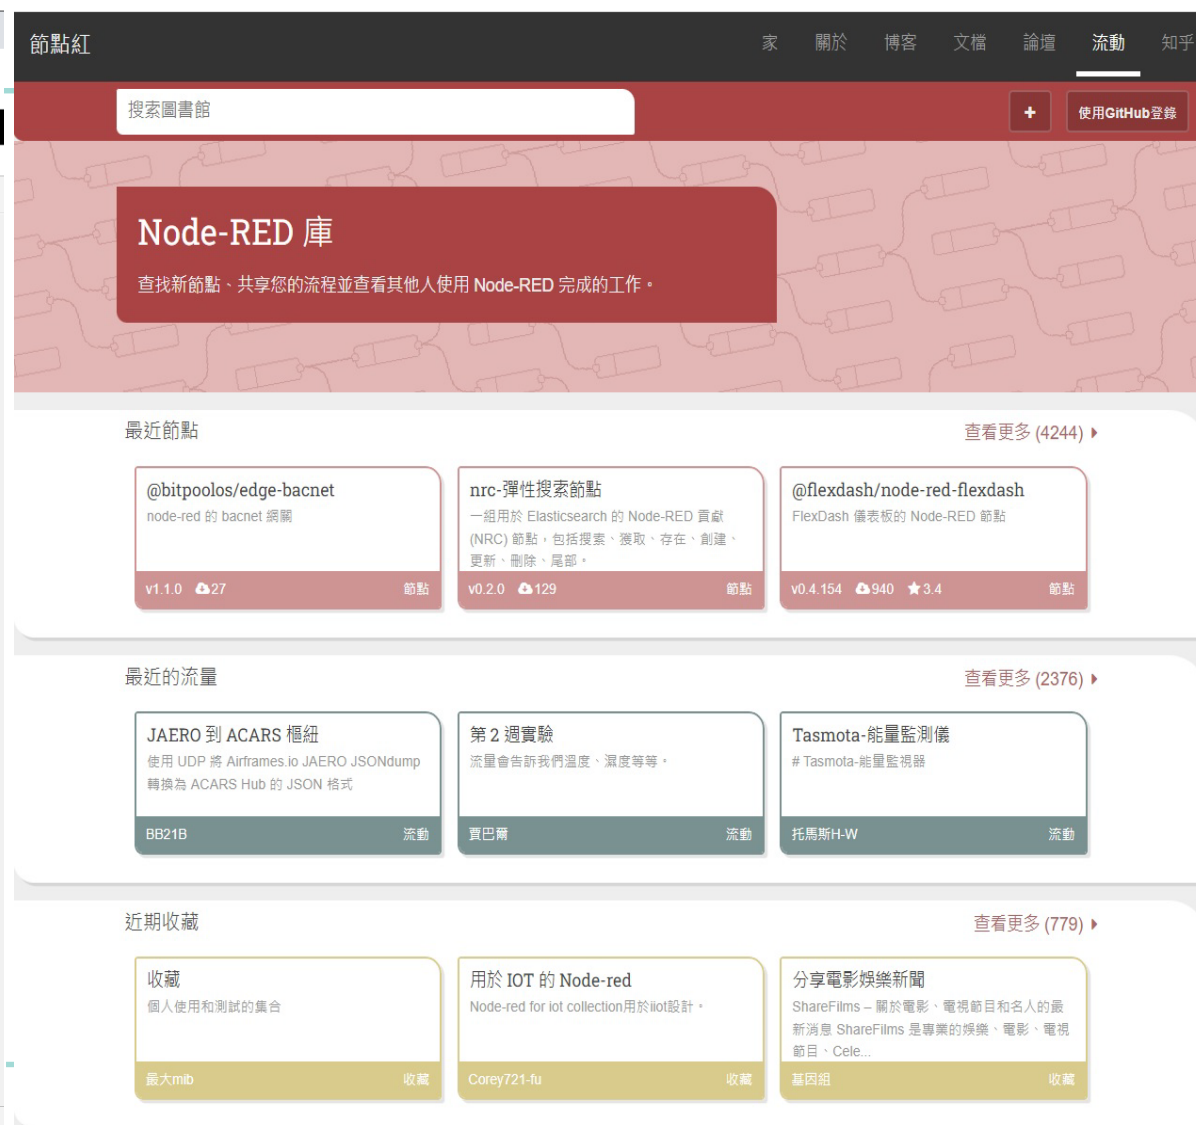 節點紅
家 關於 博客 文檔 論壇 流動 知乎
搜索圖書館
+ 使用GitHub登錄
Node-RED 庫
查找新節點、共享您的流程並查看其他人使用 Node-RED 完成的工作。
最近節點
查看更多 (4244)
@bitpoolos/edge-bacnet
node-red 的 bacnet 網關
v1.1.0 27 節點
nrc-彈性搜索節點
一組用於 Elasticsearch 的 Node-RED 貢獻
(NRC) 節點，包括搜索、獲取、存在、創建、
更新、刪除、尾部。
v0.2.0 129 節點
@flexdash/node-red-flexdash
FlexDash 儀表板的 Node-RED 節點
v0.4.154 940 3.4 節點
最近的流量
查看更多 (2376)
JAERO 到 ACARS 樞紐
使用 UDP 將 Airframes.io JAERO JSONdump
轉換為 ACARS Hub 的 JSON 格式
BB21B 流動
第 2 週實驗
流量會告訴我們溫度、濕度等等。
賈巴爾 流動
Tasmota-能量監測儀
# Tasmota-能量監視器
托馬斯H-W 流動
近期收藏
查看更多 (779)
收藏
個人使用和測試的集合
最大mib 收藏
用於 IOT 的 Node-red
Node-red for iot collection用於iiot設計。
Corey721-fu 收藏
分享電影娛樂新聞
ShareFilms – 關於電影、電視節目和名人的最
新消息 ShareFilms 是專業的娛樂、電影、電視
節目、Cele...
基因組 收藏